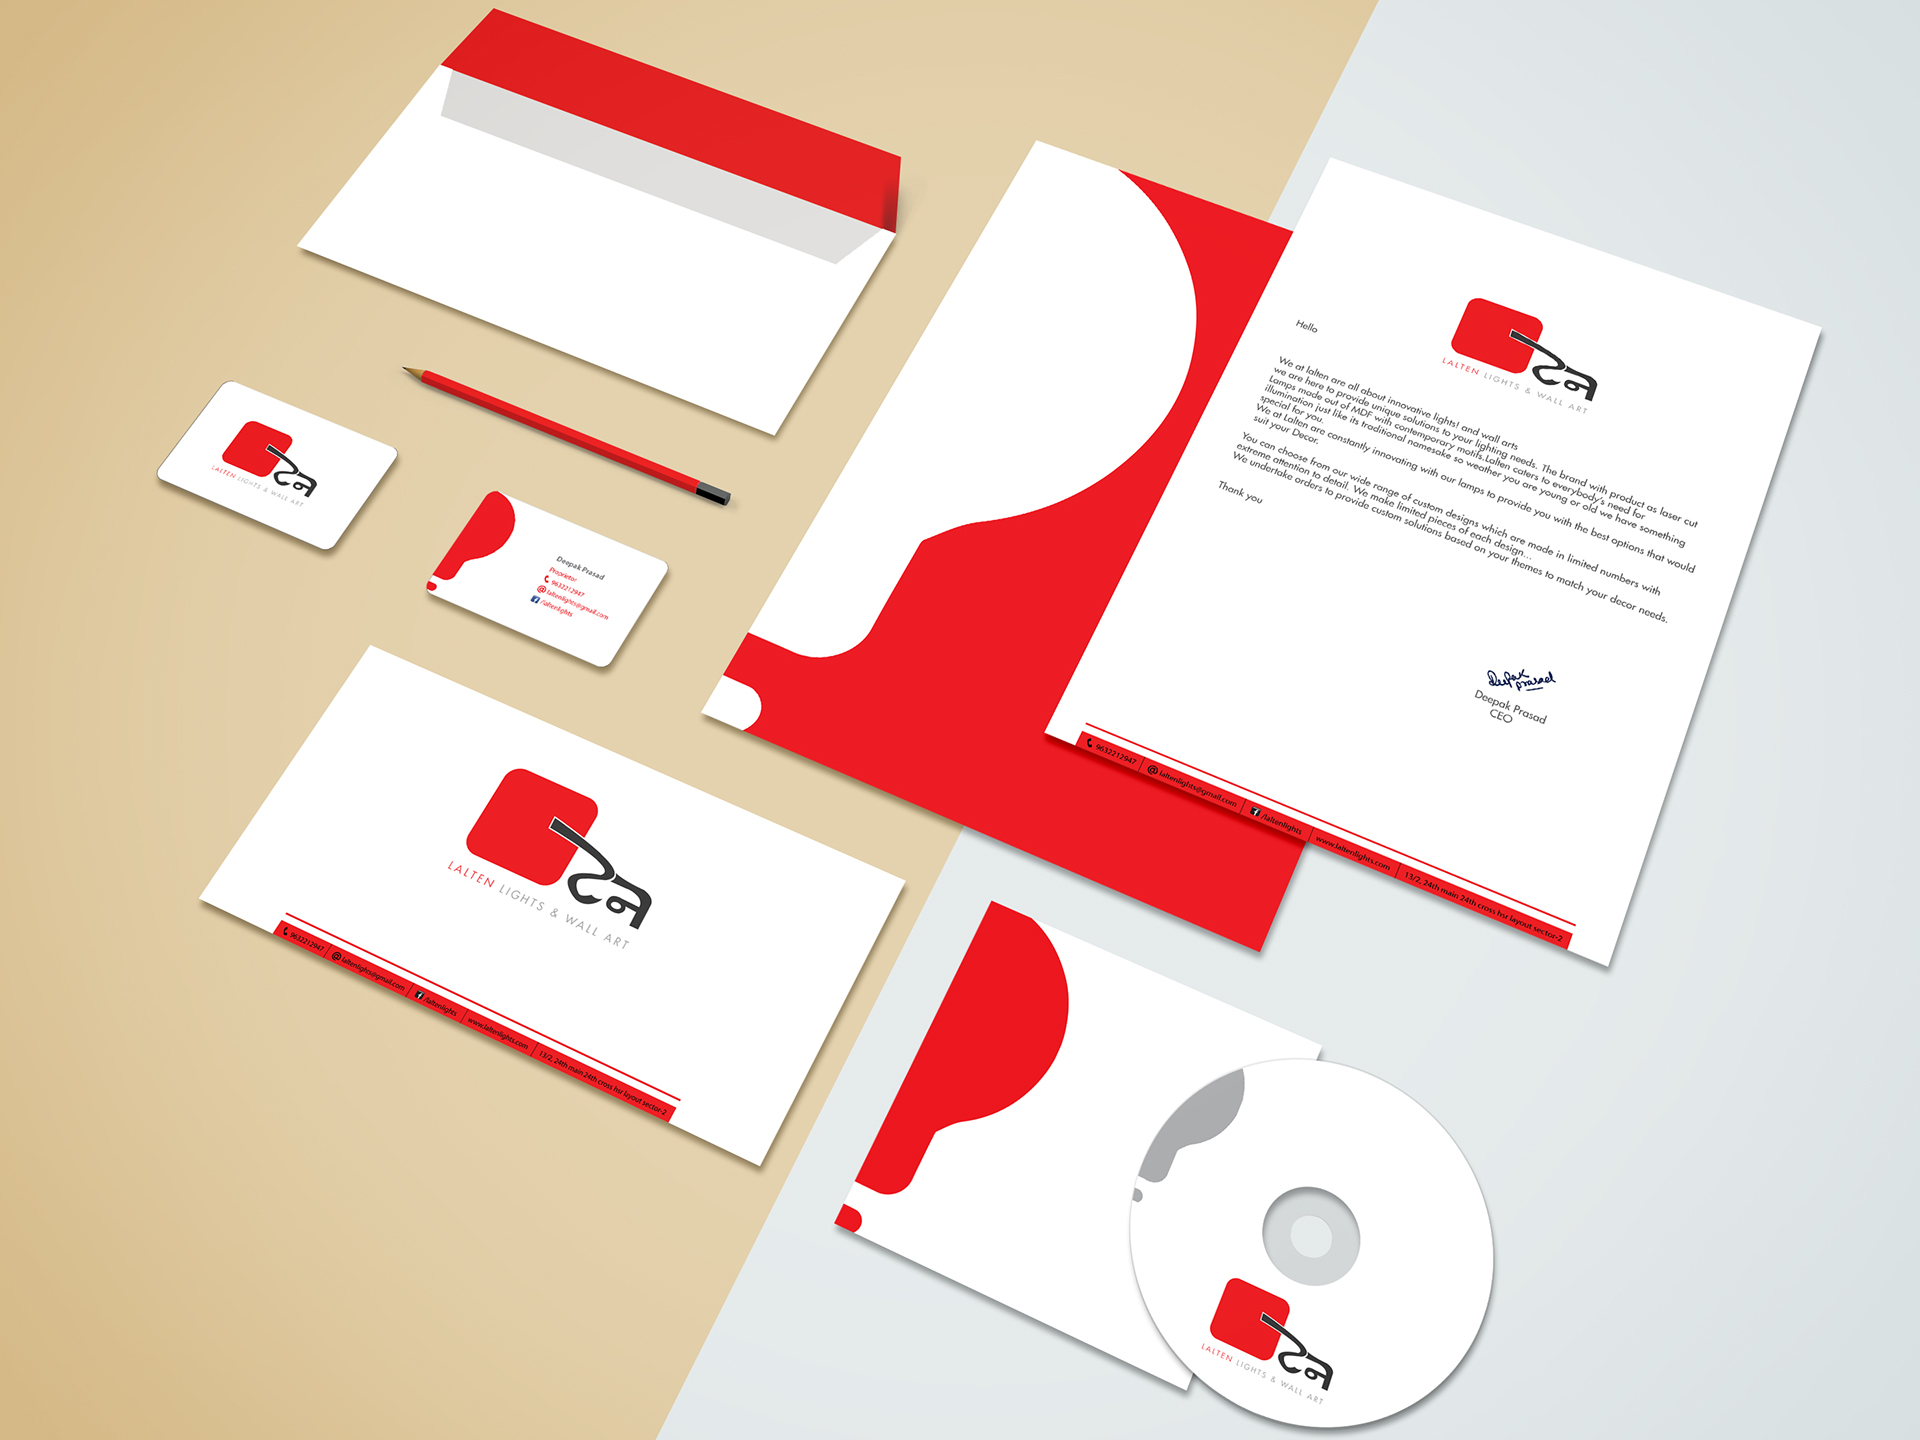 LALTEN LIGHTS & WALL ART
Deepak Prasad
Proprietor
9632212947
laltenlights@gmail.com
/laltenlights
LALTEN LIGHTS & WALL ART
9632212947 laltenlights@gmail.com /laltenlights www.laltenlights.com 13/2, 24th main 24th cross hsr layout sector-2
LALTEN LIGHTS & WALL ART
Hello
We at lalten are all about innovative lights! and wall arts
we are here to provide unique solutions to your lighting needs. The brand with product as laser cut
Lamps made out of MDF with contemporary motifs.Lalten caters to everybody's need for
illumination just like its traditional namesoke so weather you are young or old we have something
special for you.
We at Lalten are constantly innovating with our lamps to provide you with the best options that would
suit your Decor.
You can choose from our wide range of custom designs which are made in limited numbers with
extreme attention to detail. We make limited pieces of each design...
We undertake orders to provide custom solutions based on your themes to match your decor needs.
Thank you
Deepak
Prasad
Deepak Prasad
CEO
9632212947 laltenlights@gmail.com /laltenlights www.laltenlights.com 13/2, 24th main 24th cross hsr layout sector-2
LALTEN LIGHTS & WALL ART